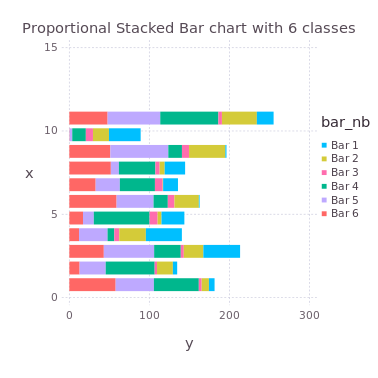 Proportional Stacked Bar chart with 6 classes
15
10
5
0
x
0 100 200 300
y
bar_nb
Bar 1
Bar 2
Bar 3
Bar 4
Bar 5
Bar 6